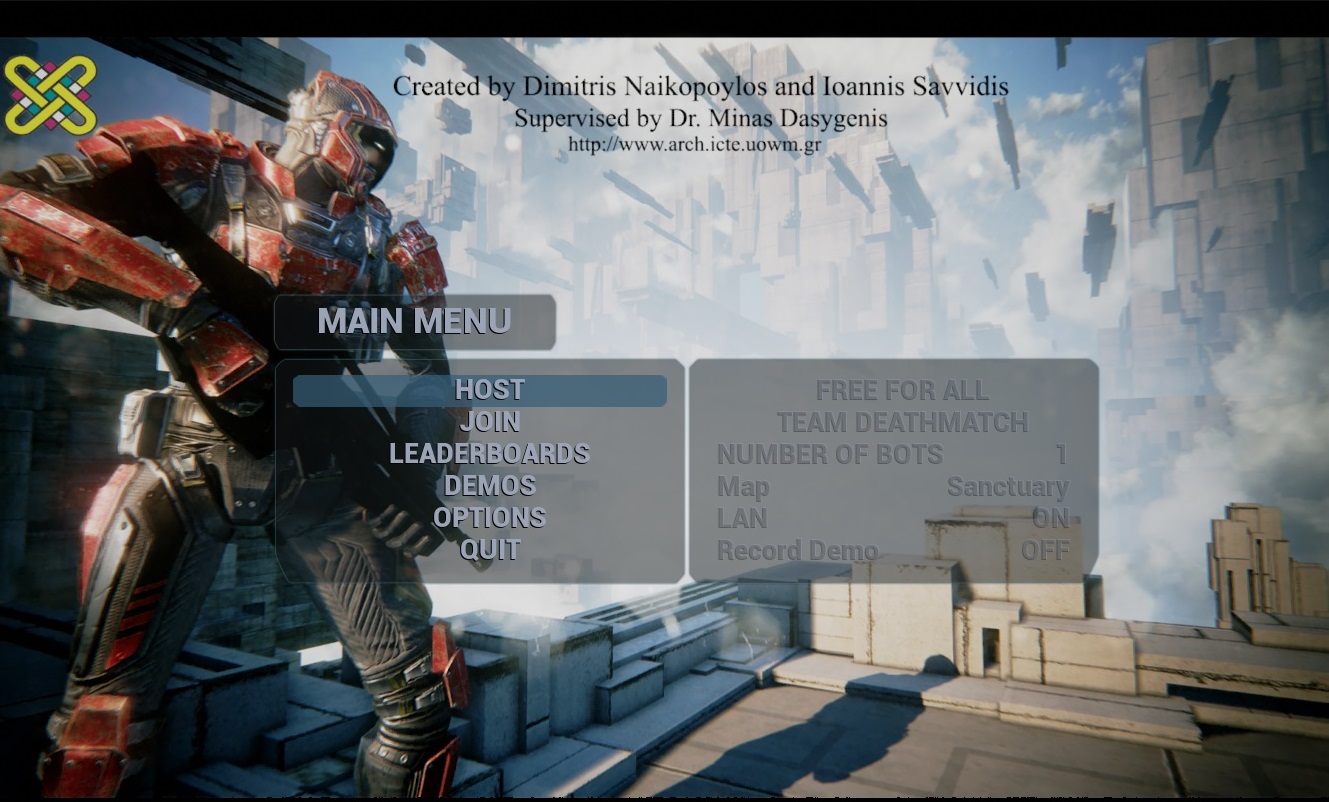 Created by Dimitris Naikopoylos and Ioannis Savvidis
Supervised by Dr. Minas Dasygenis
http://www.arch.icte.uowm.gr
MAIN MENU
HOST
JOIN
LEADERBOARDS
DEMOS
OPTIONS
QUIT
FREE FOR ALL
TEAM DEATHMATCH
NUMBER OF BOTS 1
Map Sanctuary
LAN ON
Record Demo OFF